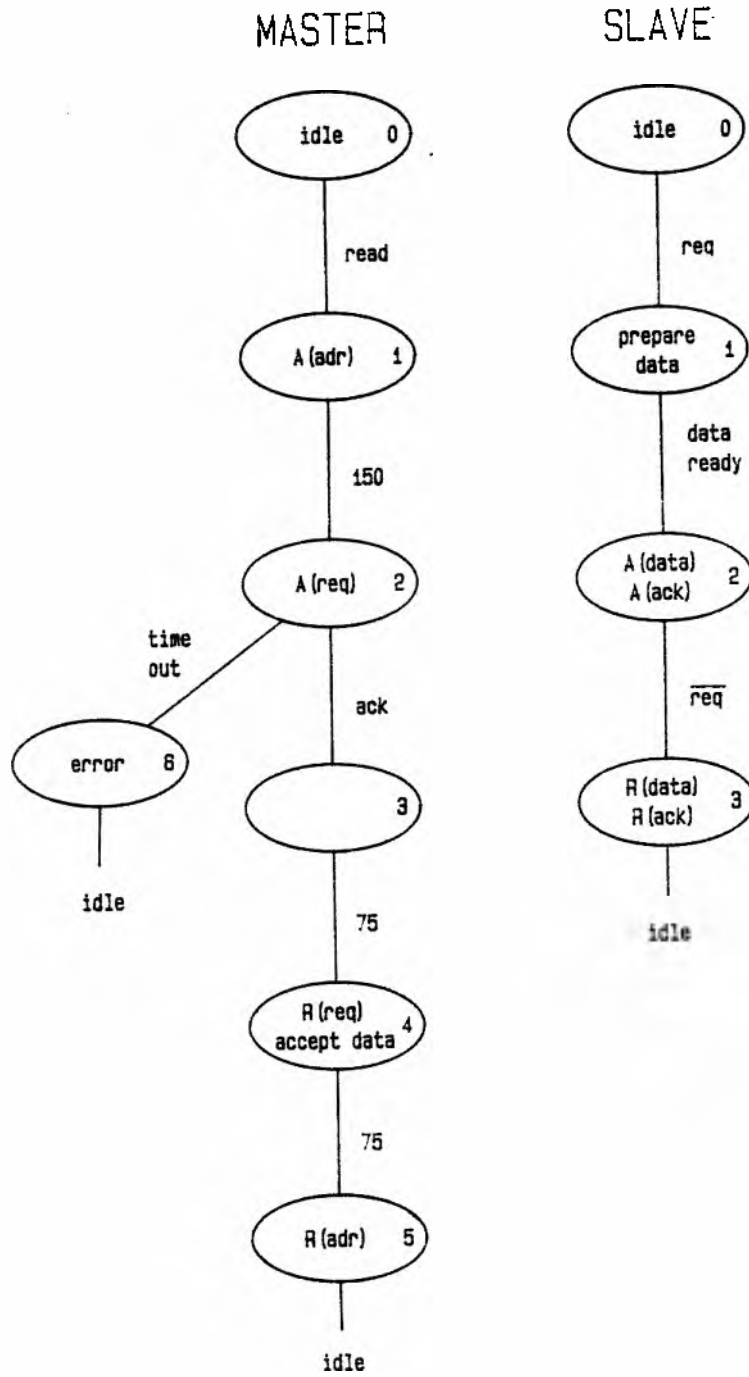 MASTER
idle 0
read
A (adr) 1
150
A (req) 2
time
out
ack
error 6
idle
3
75
R (req)
accept data 4
75
R (adr) 5
idle
SLAVE
idle 0
req
prepare
data 1
data
ready
A (data)
A (ack) 2
r̅e̅q̅
R (data)
R (ack) 3
idle